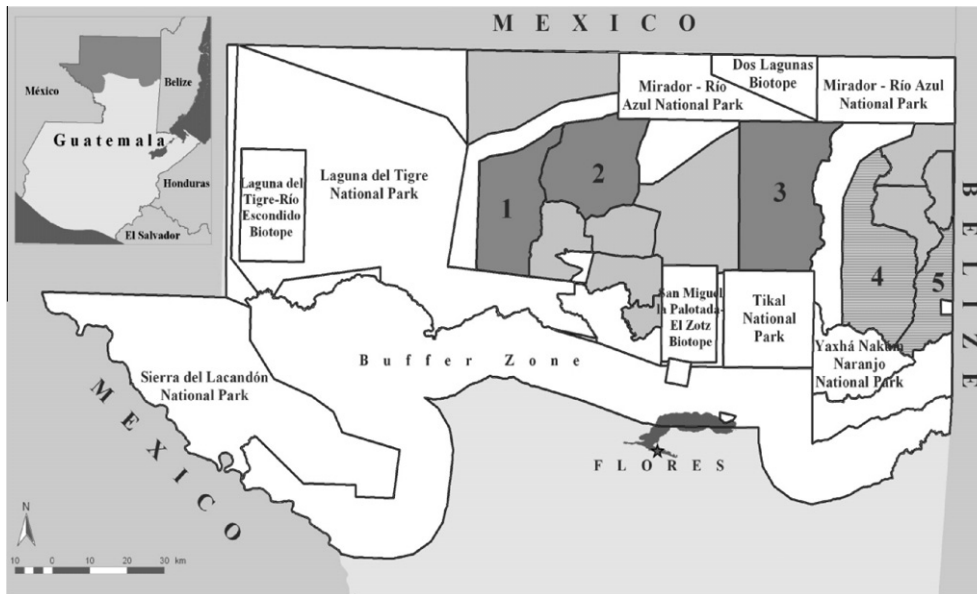 M E X I C O
México
Belize
Guatemala
Honduras
El Salvador
Mirador - Río
Azul National Park
Dos Lagunas
Biotope
Mirador - Río Azul
National Park
Laguna del Tigre
National Park
Laguna del
Tigre-Río
Escondido
Biotope
1
2
3
4
5
B E L I Z E
San Miguel
la Palotada-
El Zotz
Biotope
Tikal
National
Park
Yaxhá Nakúm
Naranjo
National Park
Buffer Zone
Sierra del Lacandón
National Park
M E X I C O
F L O R E S
N
10 0 10 20 30 km